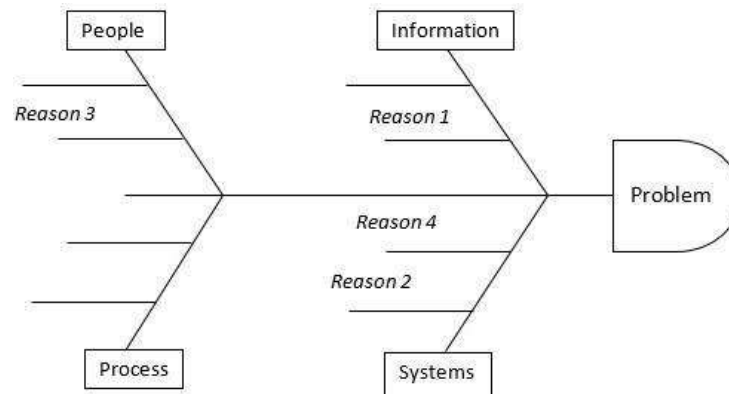 People
Information
Reason 3
Reason 1
Problem
Reason 4
Reason 2
Process
Systems